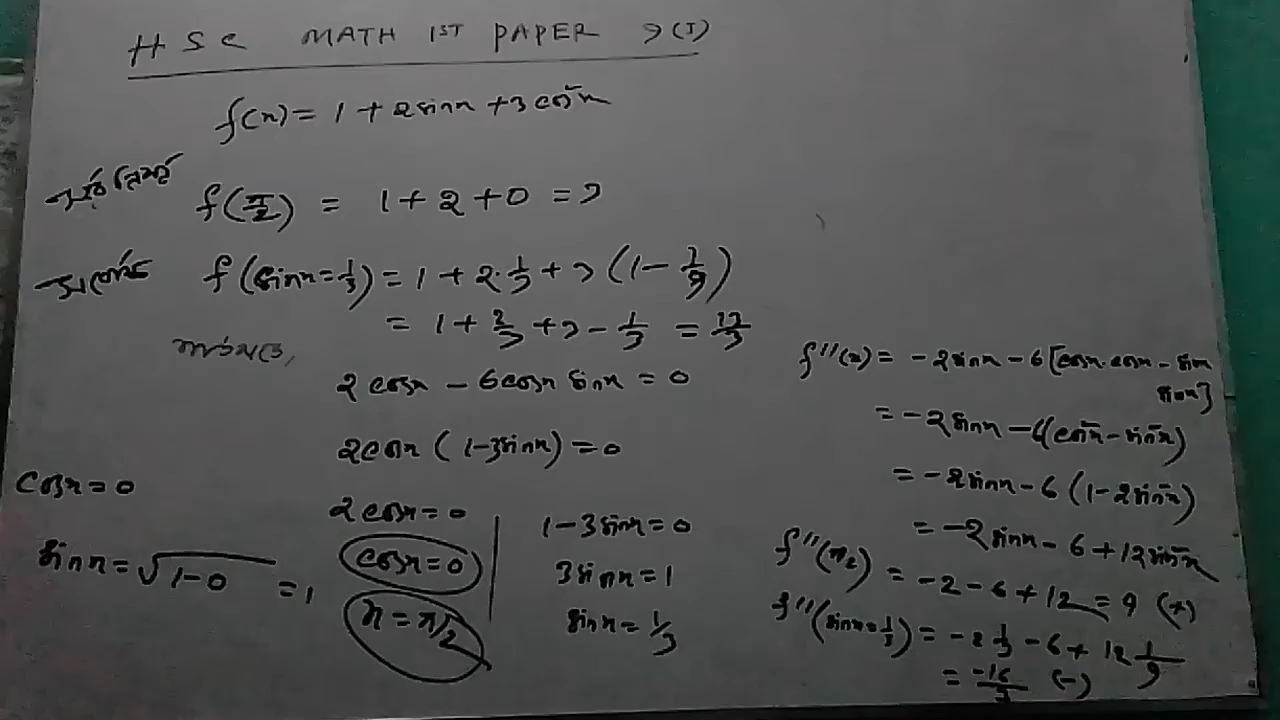 HSC MATH 1ST PAPER 9(I)
f(x) = 1 + 2sinx + 3cos²x
f(π/2) = 1 + 2 + 0 = 3
f(sinx = 1/3) = 1 + 2·1/3 + 3(1 - 1/9)
= 1 + 2/3 + 3 - 1/3 = 13/3
2cosx - 6cosx sinx = 0
2cosx (1-3sinx) = 0
cosx = 0
2cosx = 0
cosx = 0
x = π/2
1 - 3sinx = 0
3sinx = 1
sinx = 1/3
sinx = √1-0 = 1
f''(x) = -2sinx - 6[cosx.cosx - sinx
sinx]
= -2sinx - 6(cos²x - sin²x)
= -2sinx - 6(1-2sin²x)
= -2sinx - 6 + 12sin²x
f''(π/2) = -2 - 6 + 12 = 4 (+)
f''(sinx = 1/3) = -2 1/3 - 6 + 12 1/9
= -16/3 (-)